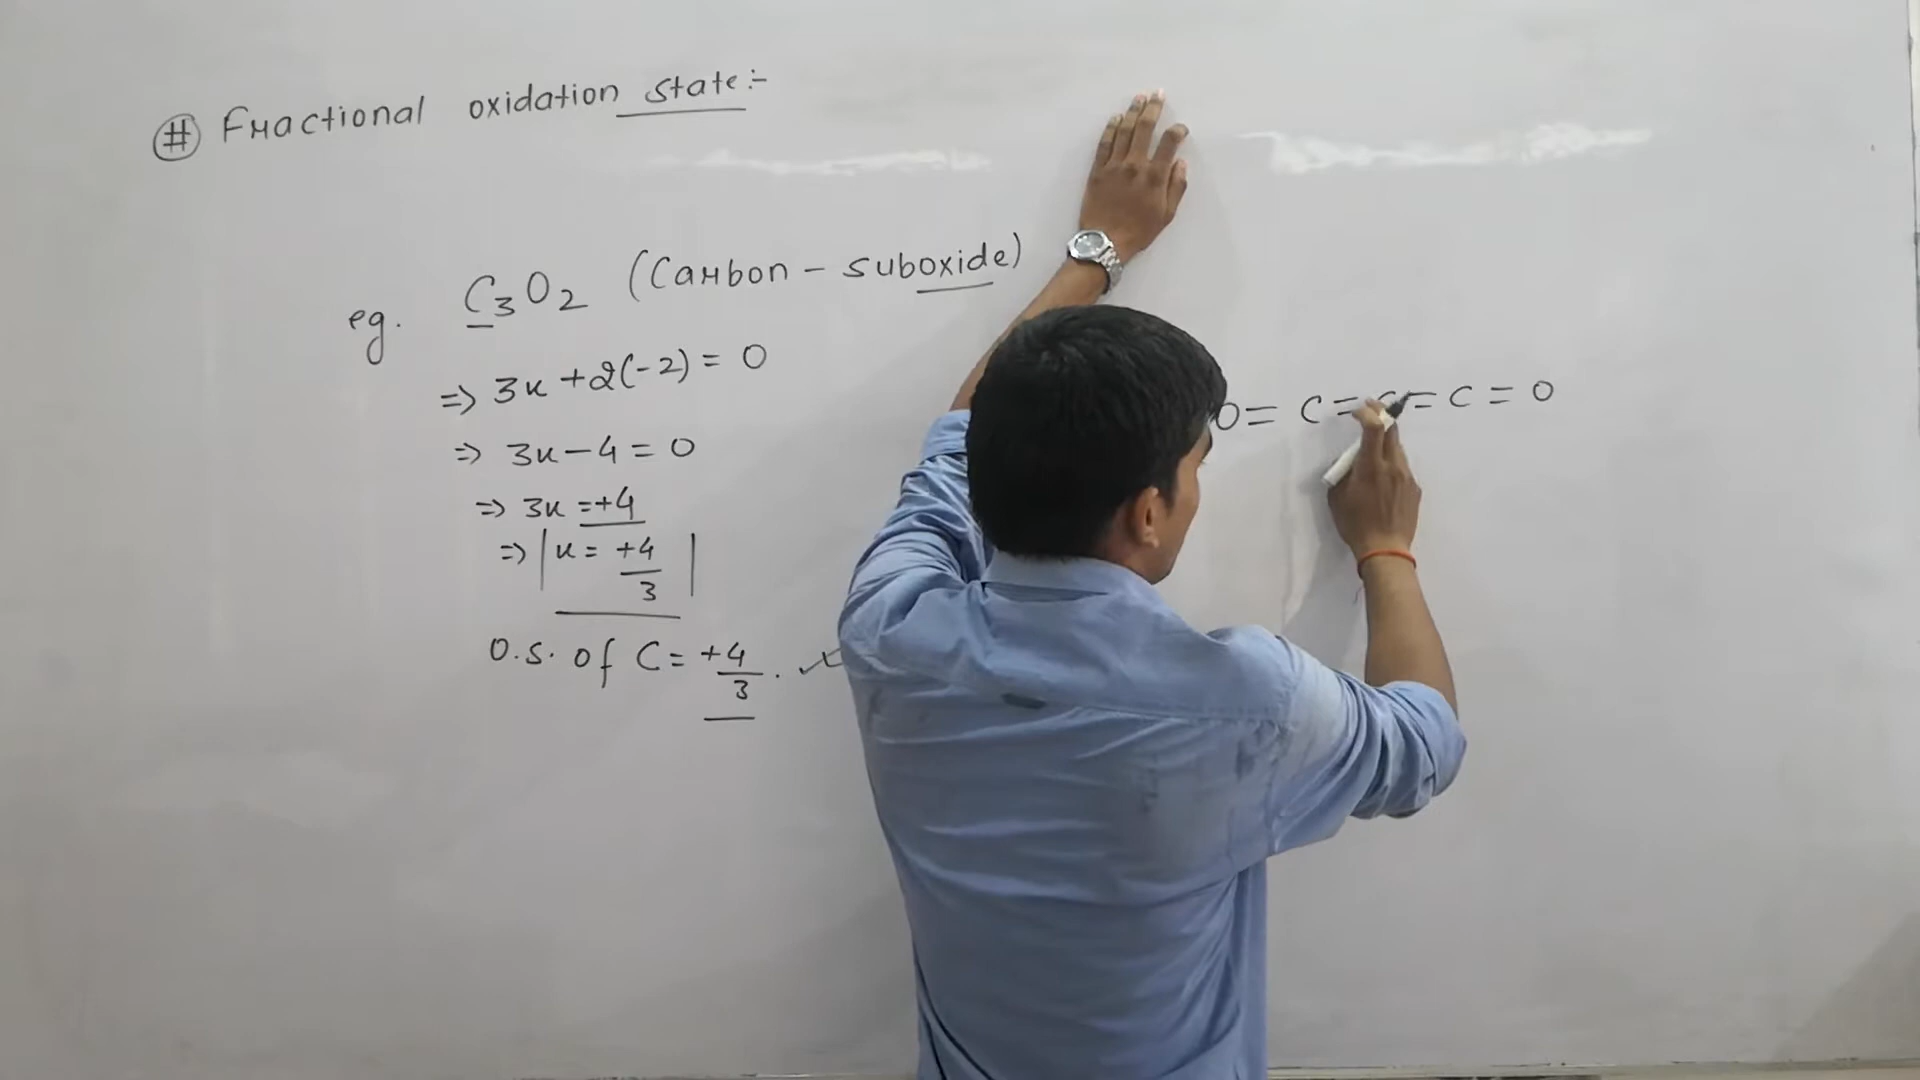 # Fractional oxidation state:-
eg. C3O2 (Carbon - suboxide)
=> 3x + 2(-2) = 0
=> 3x - 4 = 0
=> 3x = +4
=> | x = +4/3 |
O.S. of C = +4/3. ✓
O = C = C = C = O